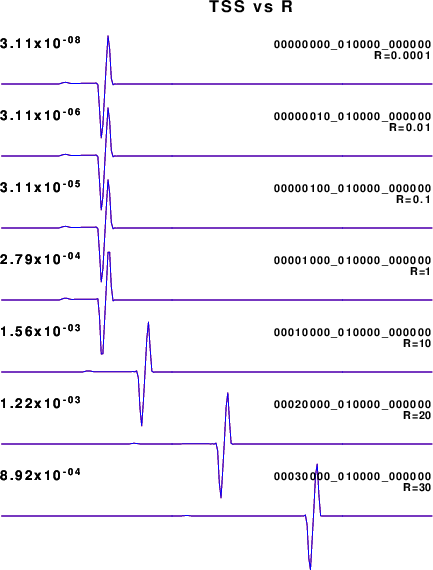 TSS vs R
3.11x10⁻⁰⁸ 00000000_010000_000000
R=0.0001
3.11x10⁻⁰⁶ 00000010_010000_000000
R=0.01
3.11x10⁻⁰⁵ 00000100_010000_000000
R=0.1
2.79x10⁻⁰⁴ 00001000_010000_000000
R=1
1.56x10⁻⁰³ 00010000_010000_000000
R=10
1.22x10⁻⁰³ 00020000_010000_000000
R=20
8.92x10⁻⁰⁴ 00030000_010000_000000
R=30